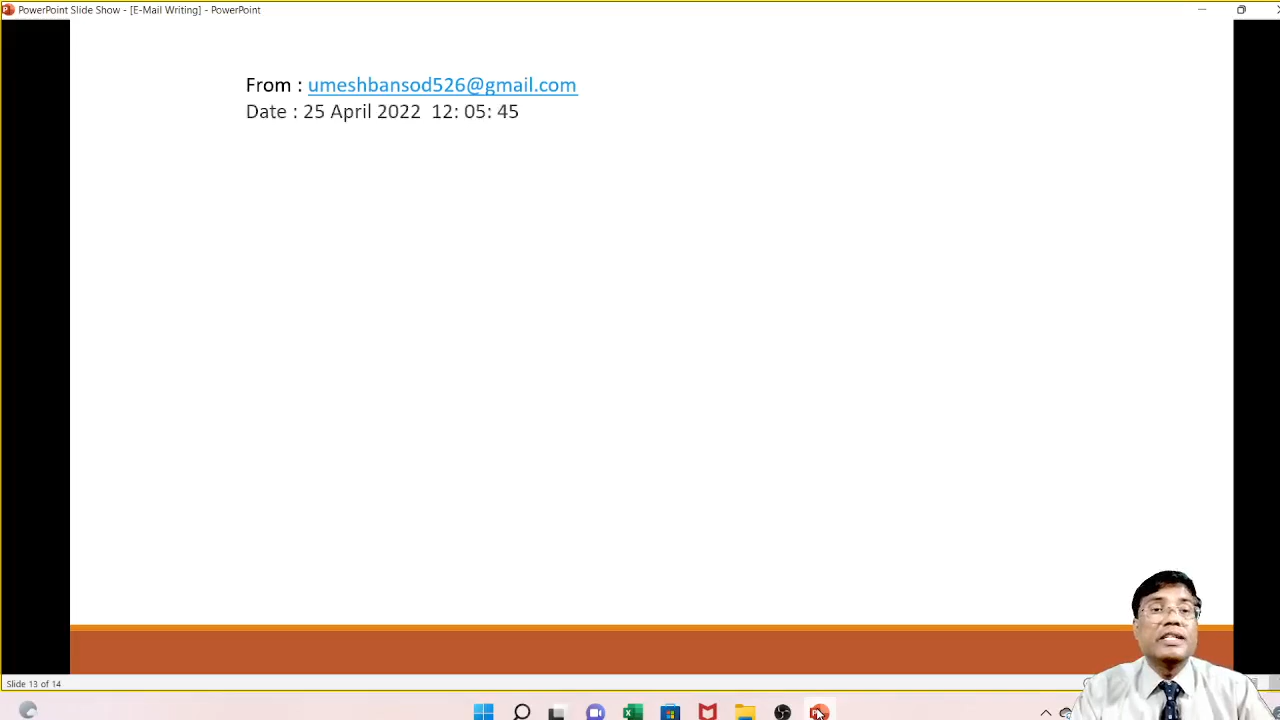 PowerPoint Slide Show - [E-Mail Writing] - PowerPoint
From : umeshbansod526@gmail.com
Date : 25 April 2022 12: 05: 45
Slide 13 of 14